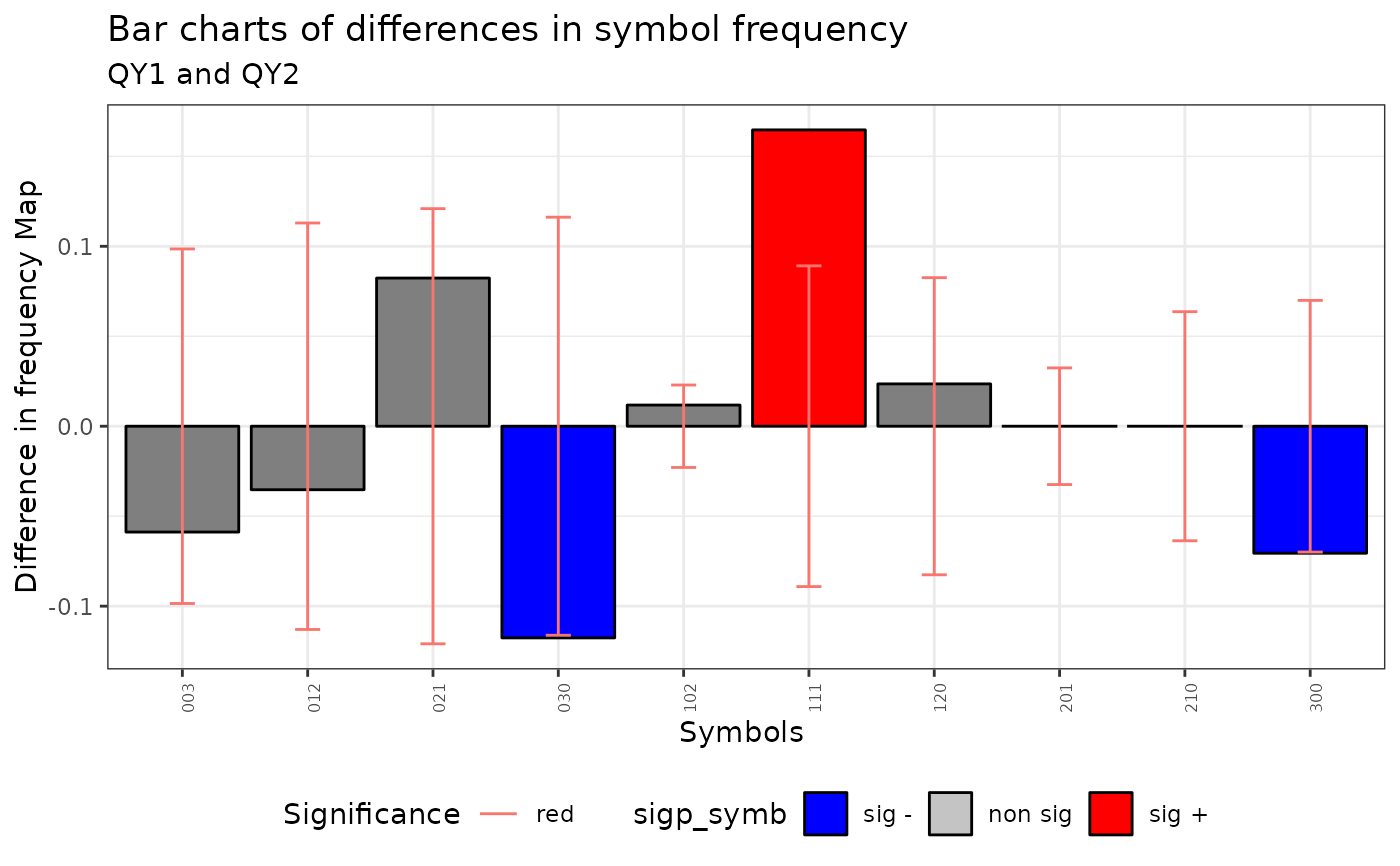 Bar charts of differences in symbol frequency
QY1 and QY2
Difference in frequency Map
0.1
0.0
-0.1
003 012 021 030 102 111 120 201 210 300
Symbols
Significance red sigp_symb sig - non sig sig +